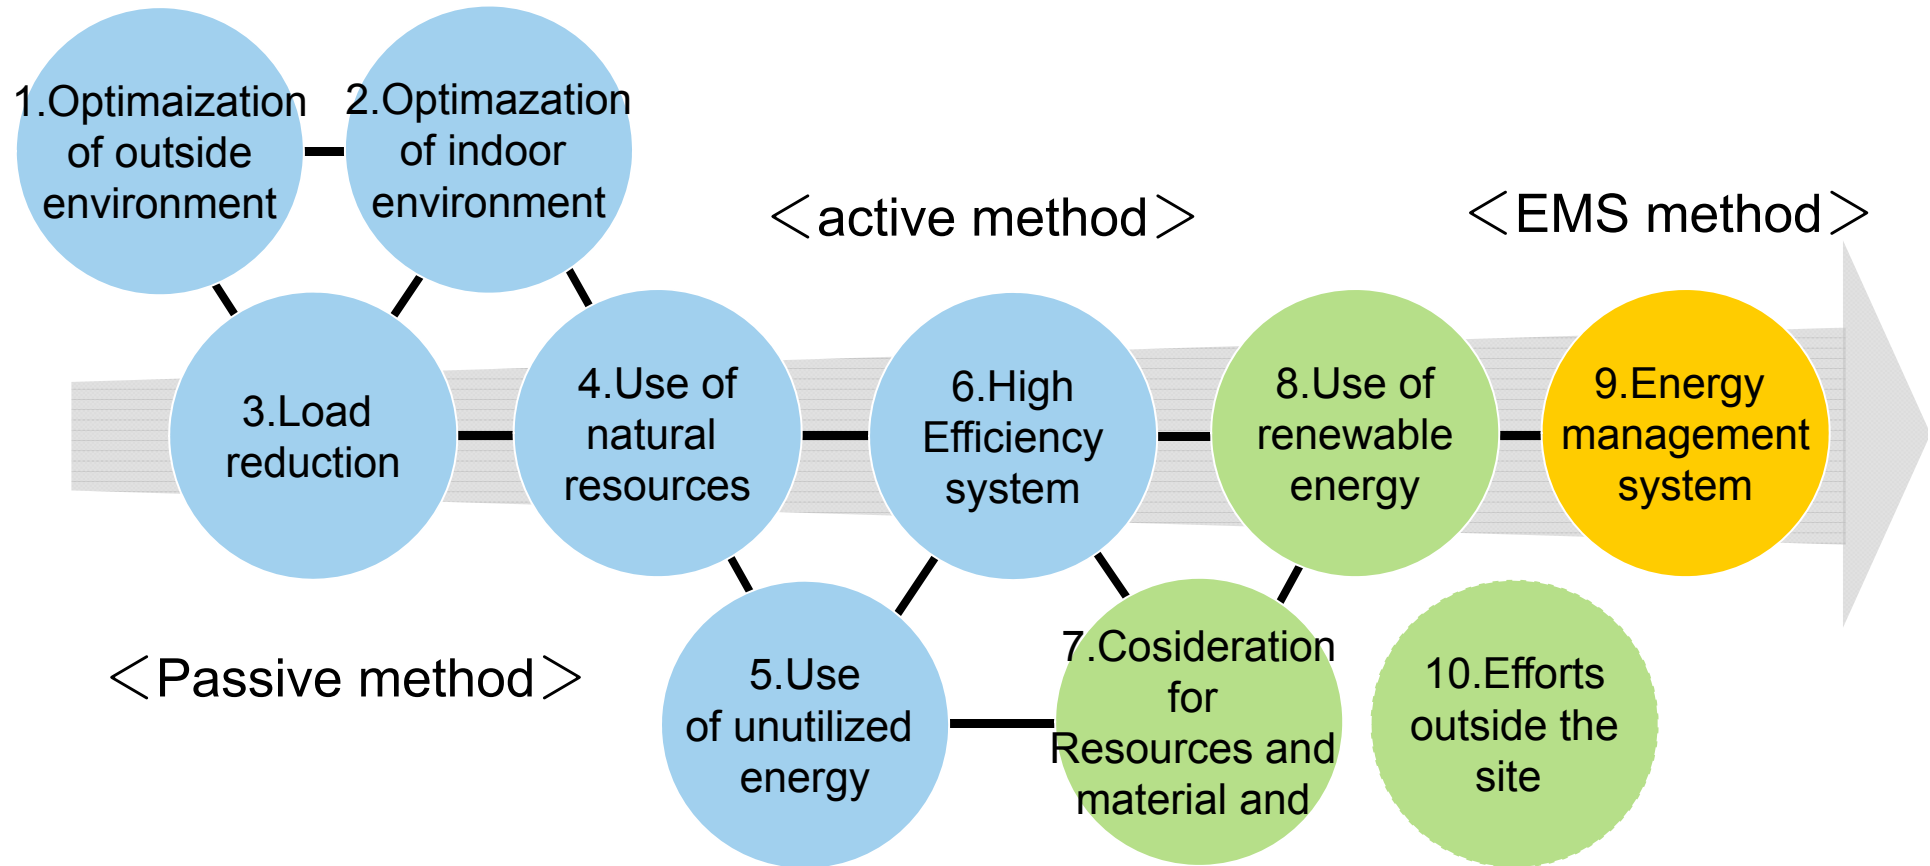 1.Optimaization
of outside
environment
2.Optimazation
of indoor
environment
＜active method＞
＜EMS method＞
3.Load
reduction
4.Use of
natural
resources
6.High
Efficiency
system
8.Use of
renewable
energy
9.Energy
management
system
＜Passive method＞
5.Use
of unutilized
energy
7.Cosideration
for
Resources and
material and
10.Efforts
outside the
site